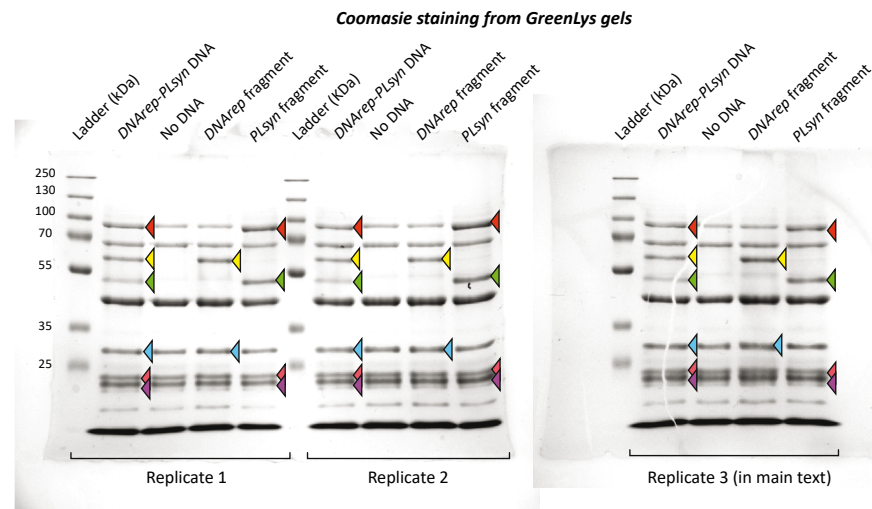 Coomasie staining from GreenLys gels
Ladder (kDa)
DNArep-PLsyn DNA
No DNA
DNArep fragment
PLsyn fragment
Ladder (KDa)
DNArep-PLsyn DNA
No DNA
DNArep fragment
PLsyn fragment
Ladder (kDa)
DNArep-PLsyn DNA
No DNA
DNArep fragment
PLsyn fragment
250
130
100
70
55
35
25
Replicate 1
Replicate 2
Replicate 3 (in main text)